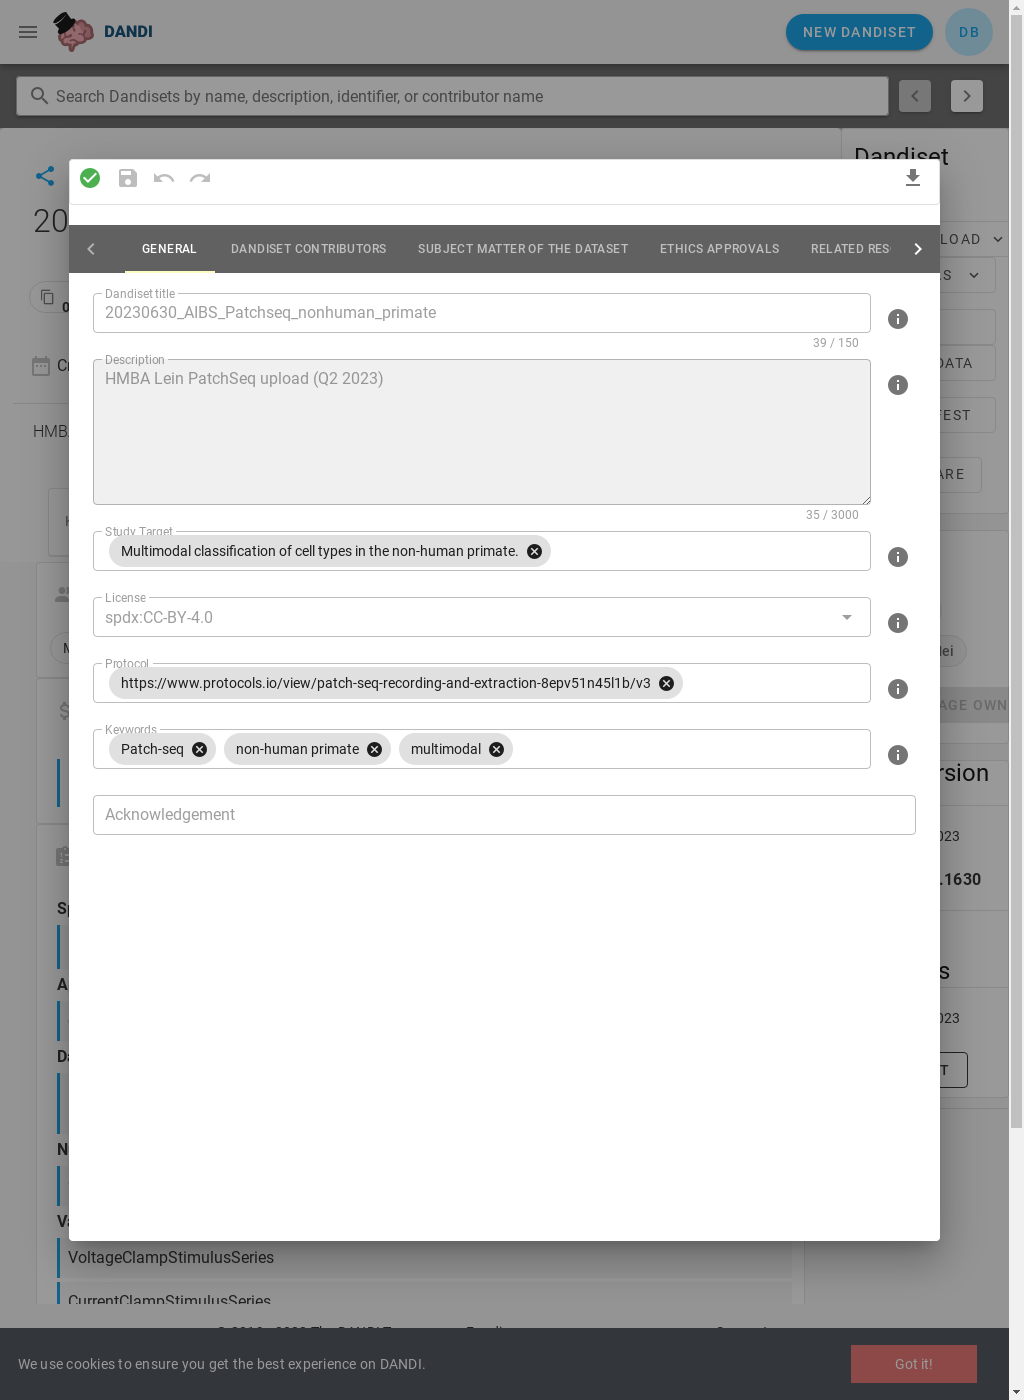 DANDI
NEW DANDISET
DB
Search Dandisets by name, description, identifier, or contributor name
Dandiset
20
GENERAL
DANDISET CONTRIBUTORS
SUBJECT MATTER OF THE DATASET
ETHICS APPROVALS
RELATED RES
LOAD
S
Dandiset title
20230630_AIBS_Patchseq_nonhuman_primate
39 / 150
Description
HMBA Lein PatchSeq upload (Q2 2023)
DATA
FEST
HMBA
ARE
35 / 3000
Study Target
Multimodal classification of cell types in the non-human primate.
License
spdx:CC-BY-4.0
lei
Protocol
https://www.protocols.io/view/patch-seq-recording-and-extraction-8epv51n45l1b/v3
AGE OWN
Keywords
Patch-seq
non-human primate
multimodal
rsion
Acknowledgement
023
.1630
Sp
A
s
023
Da
T
N
Va
VoltageClampStimulusSeries
CurrentClampStimulusSeries
We use cookies to ensure you get the best experience on DANDI.
Got it!